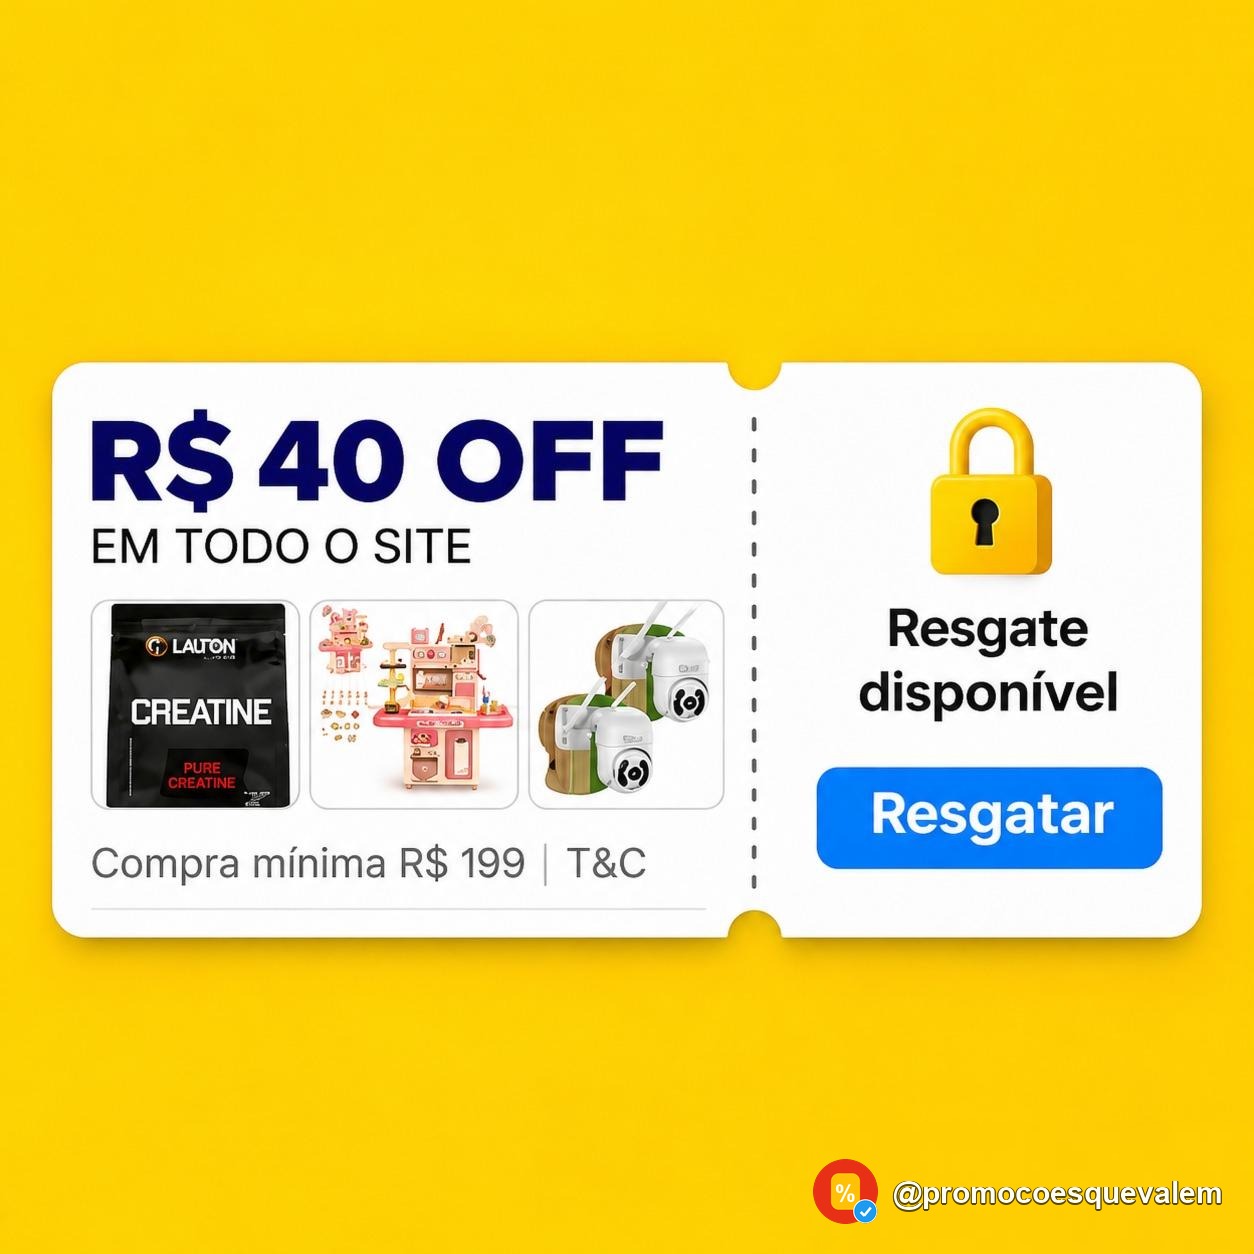 R$ 40 OFF
EM TODO O SITE
LAUTON
CREATINE
PURE
CREATINE
Compra mínima R$ 199 | T&C
Resgate
disponível
Resgatar
%
@promocoesquevalem